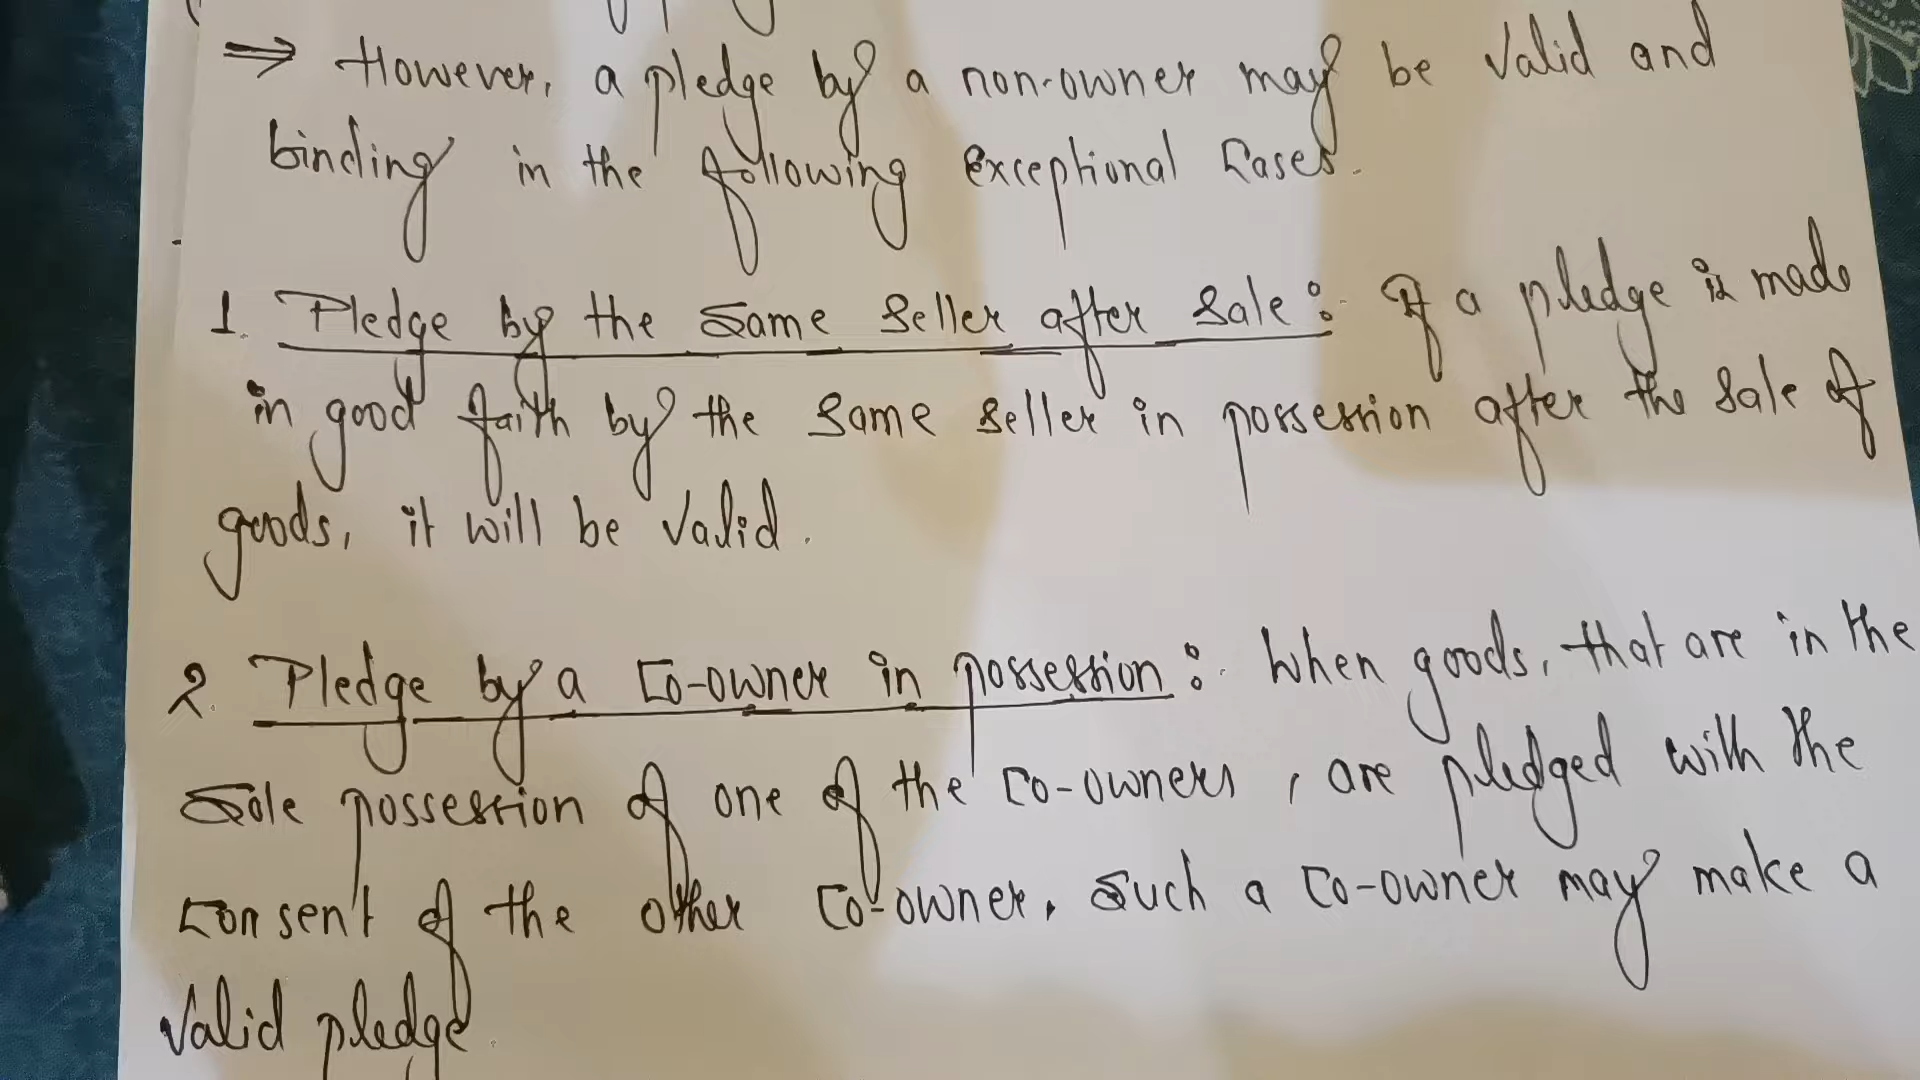 ⇒ However, a pledge by a non-owner may be valid and
binding in the following exceptional cases.
1. Pledge by the same seller after sale: If a pledge is made
in good faith by the same seller in possession after the sale of
goods, it will be valid.
2. Pledge by a Co-owner in possession: When goods, that are in the
sole possession of one of the co-owners, are pledged with the
consent of the other co-owner. Such a co-owner may make a
valid pledge.